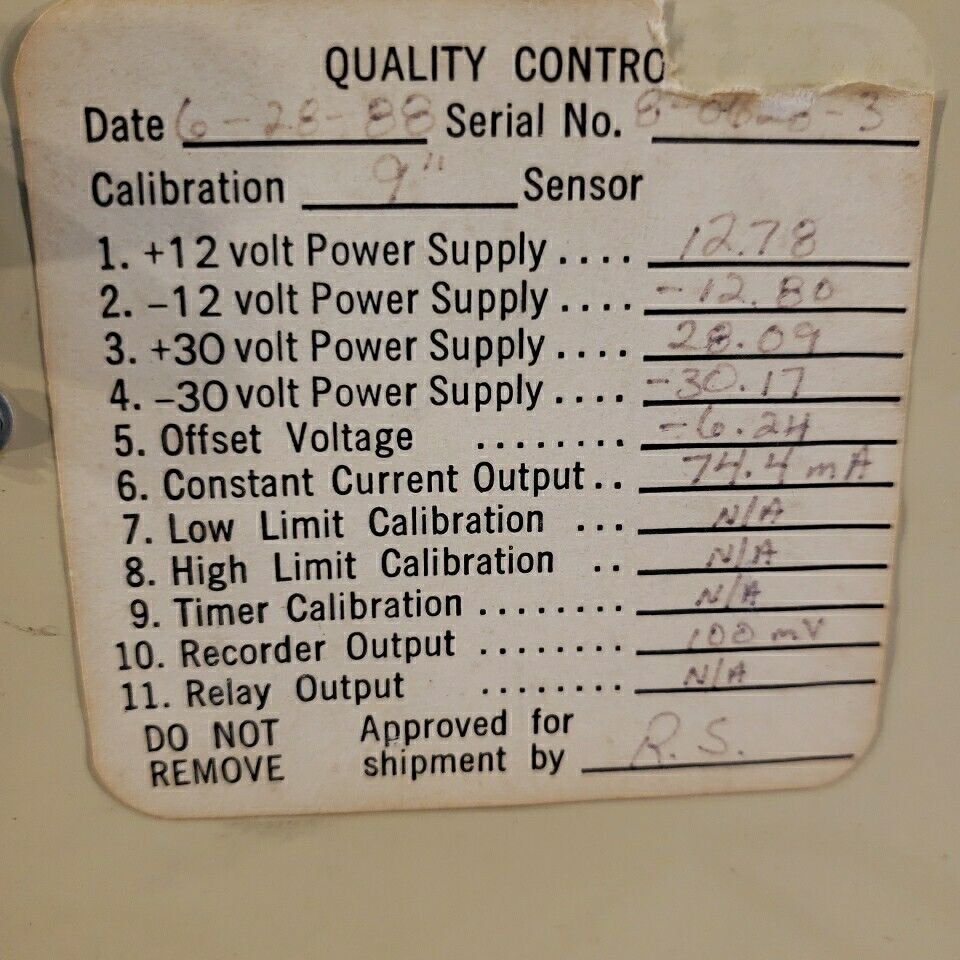 QUALITY CONTRO
Date 6-28-88 Serial No.
Calibration 9" Sensor
1. +12 volt Power Supply .... 12.78
2. -12 volt Power Supply .... -12.80
3. +30 volt Power Supply .... 28.09
4. -30 volt Power Supply .... -30.17
5. Offset Voltage ........ -6.24
6. Constant Current Output .. 74.4 mA
7. Low Limit Calibration ... N/A
8. High Limit Calibration .. N/A
9. Timer Calibration ........ N/A
10. Recorder Output ........ 100 mV
11. Relay Output ........ N/A
DO NOT REMOVE
Approved for shipment by R.S.